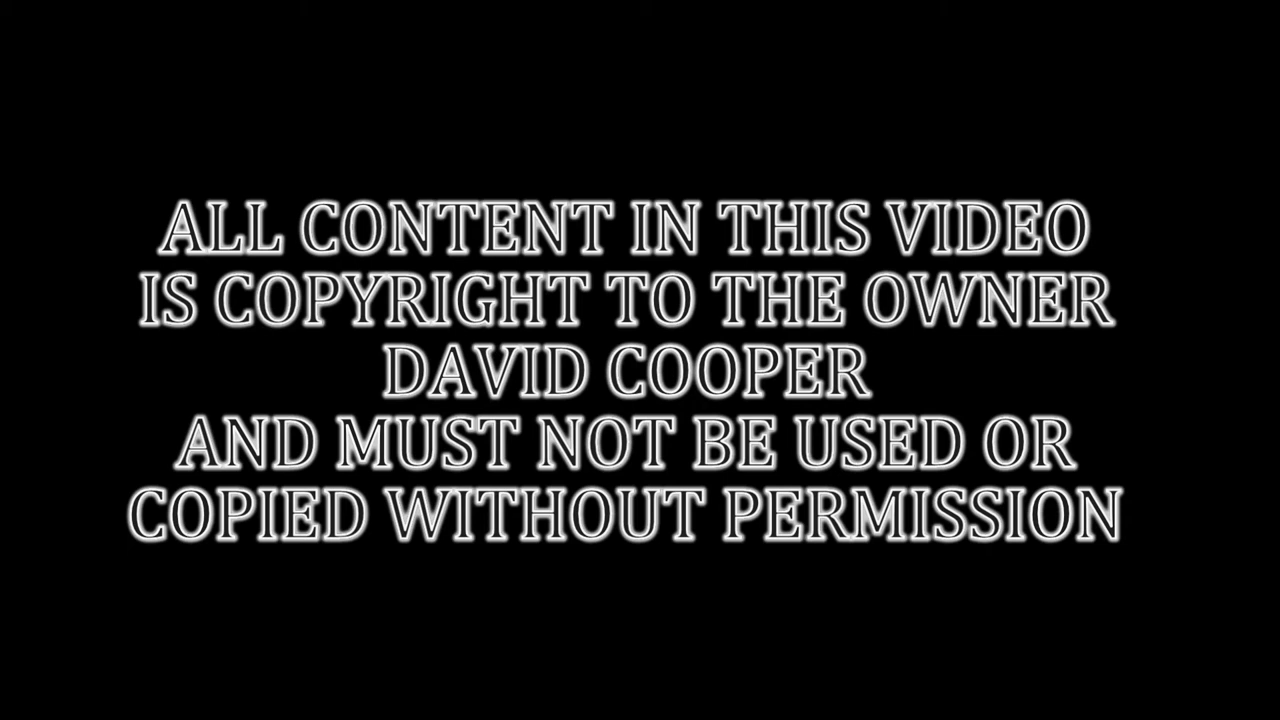 ALL CONTENT IN THIS VIDEO
IS COPYRIGHT TO THE OWNER
DAVID COOPER
AND MUST NOT BE USED OR
COPIED WITHOUT PERMISSION